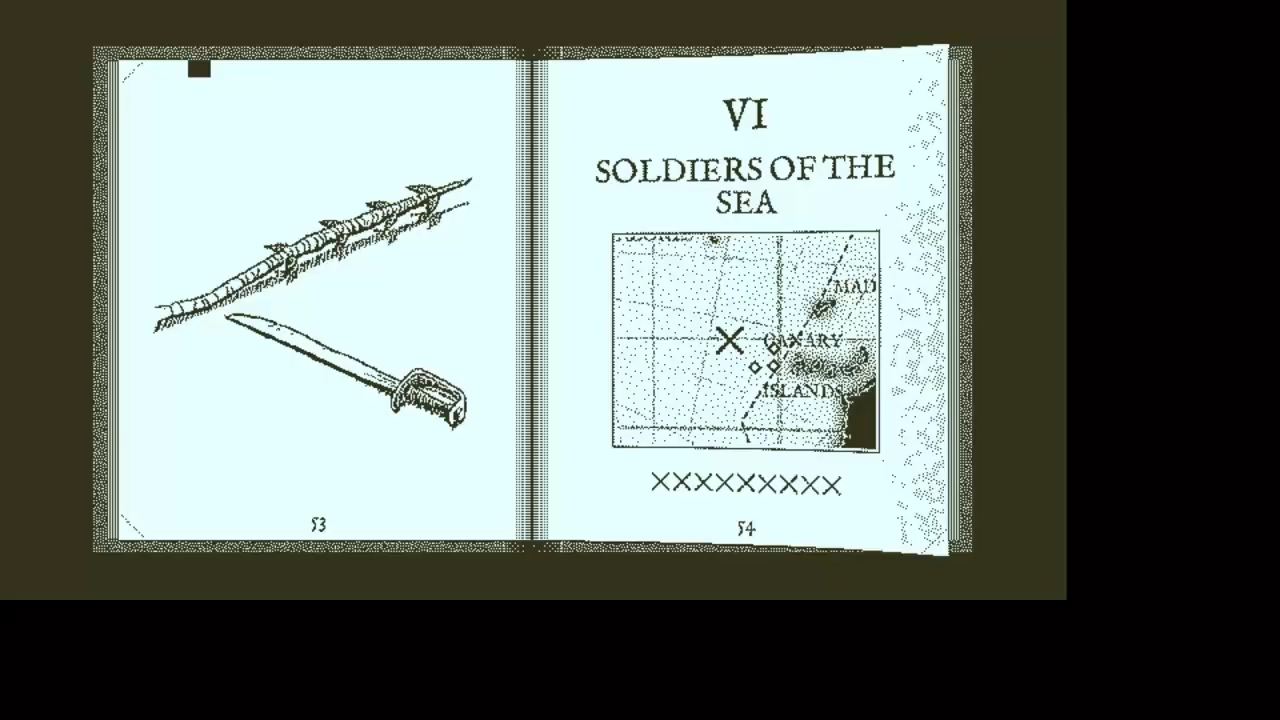 VI
SOLDIERS OF THE
SEA
MAD
CANARY
ISLANDS
XXXXXXXXX
53
54